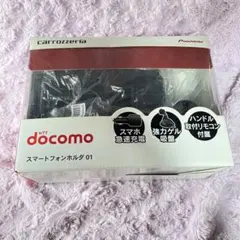 carrozzeria
Pioneer
NTT
döcomo
スマートフォンホルダ 01
スマホ
急速充電
強力ゲル
吸盤
ハンドル
取付リモコン
付属